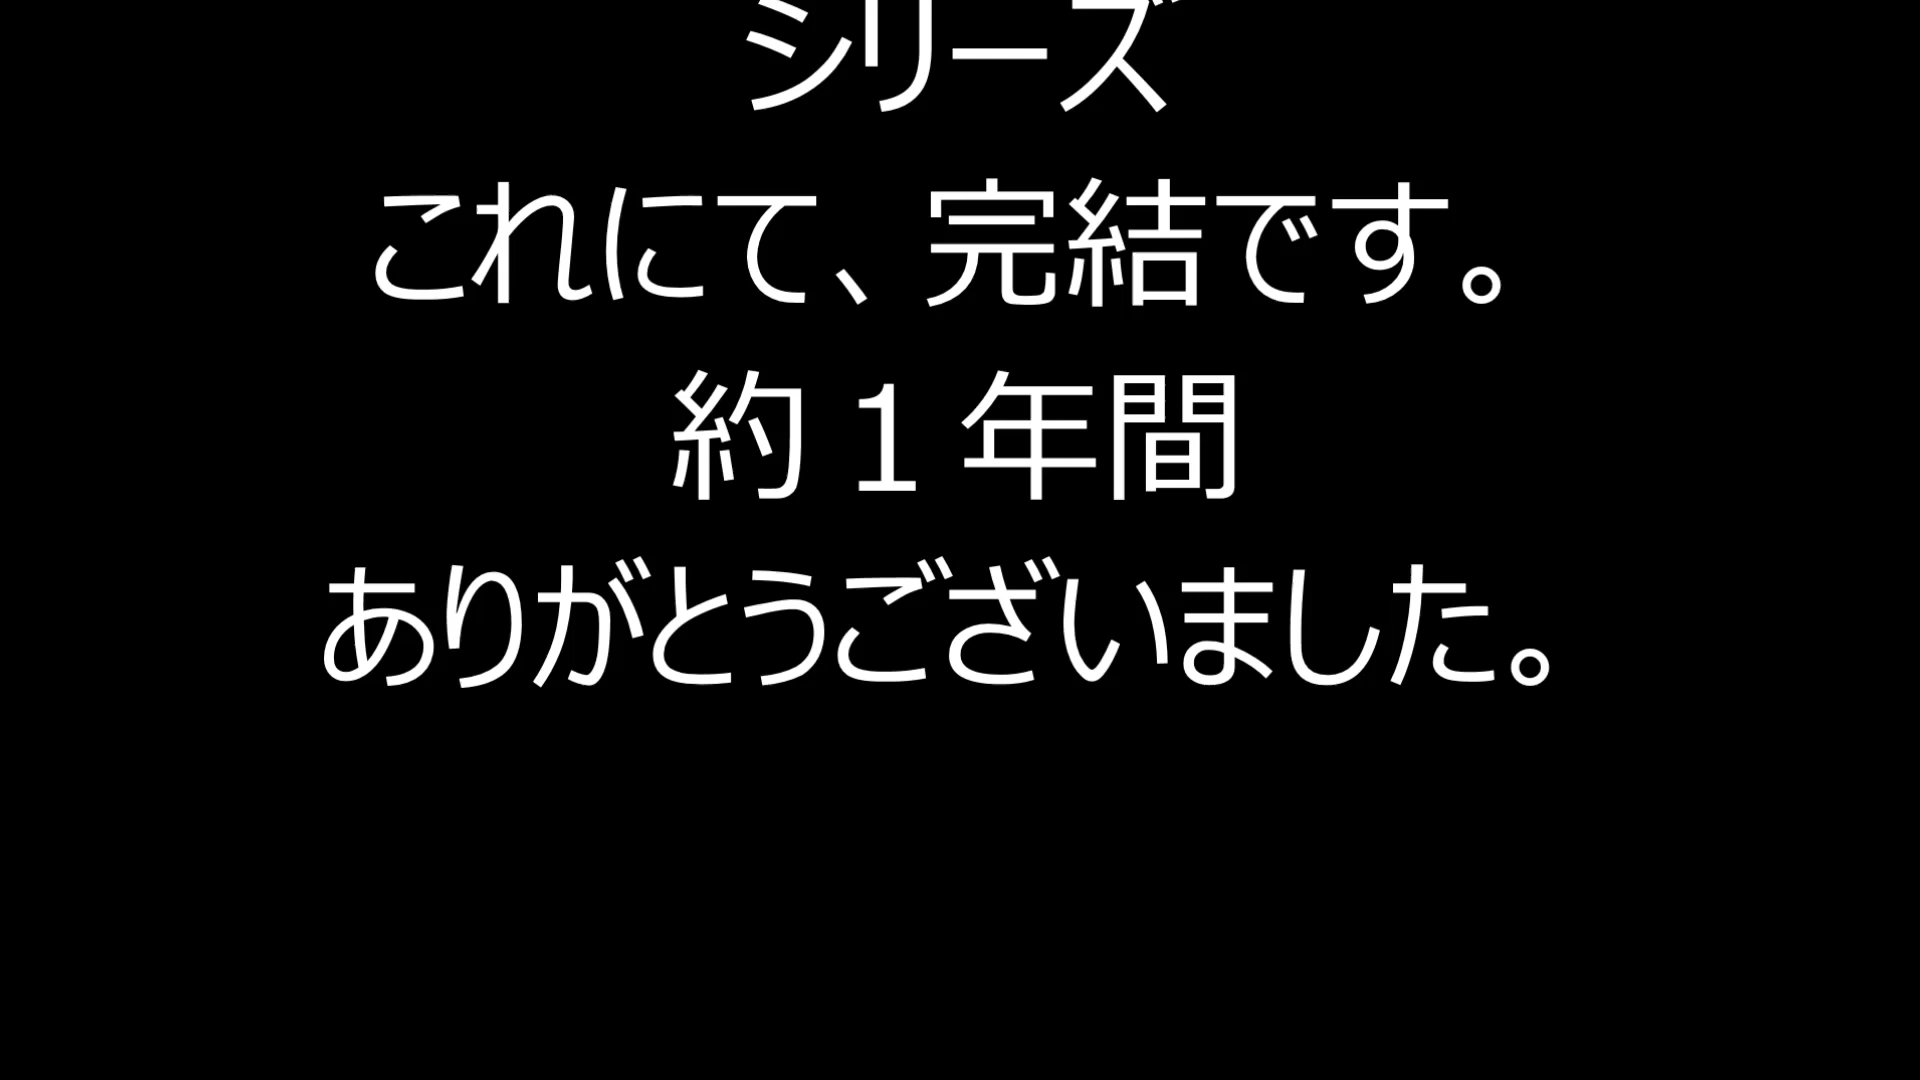 シリーズ
これにて、完結です。
約１年間
ありがとうございました。